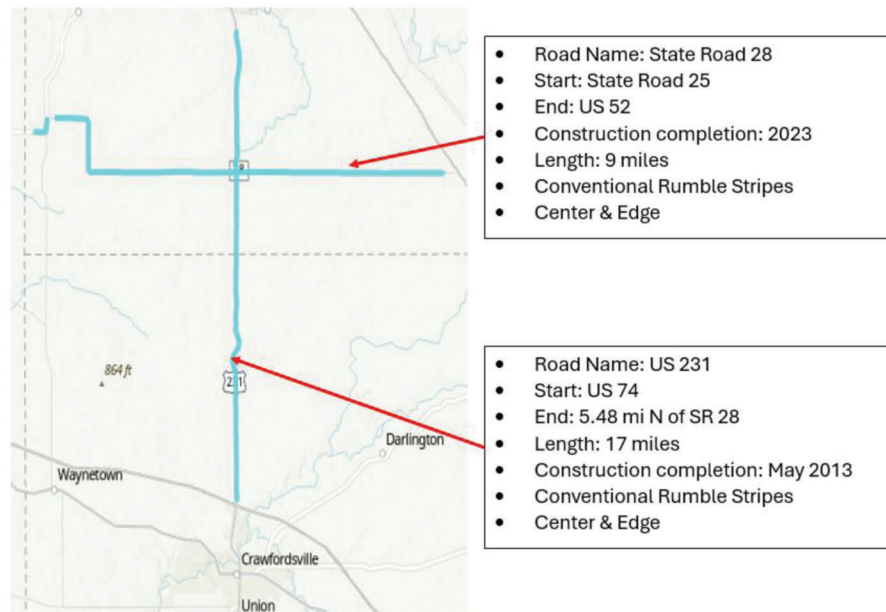 • Road Name: State Road 28
• Start: State Road 25
• End: US 52
• Construction completion: 2023
• Length: 9 miles
• Conventional Rumble Stripes
• Center & Edge
864 ft
231
Darlington
Waynetown
Crawfordsville
Union
• Road Name: US 231
• Start: US 74
• End: 5.48 mi N of SR 28
• Length: 17 miles
• Construction completion: May 2013
• Conventional Rumble Stripes
• Center & Edge